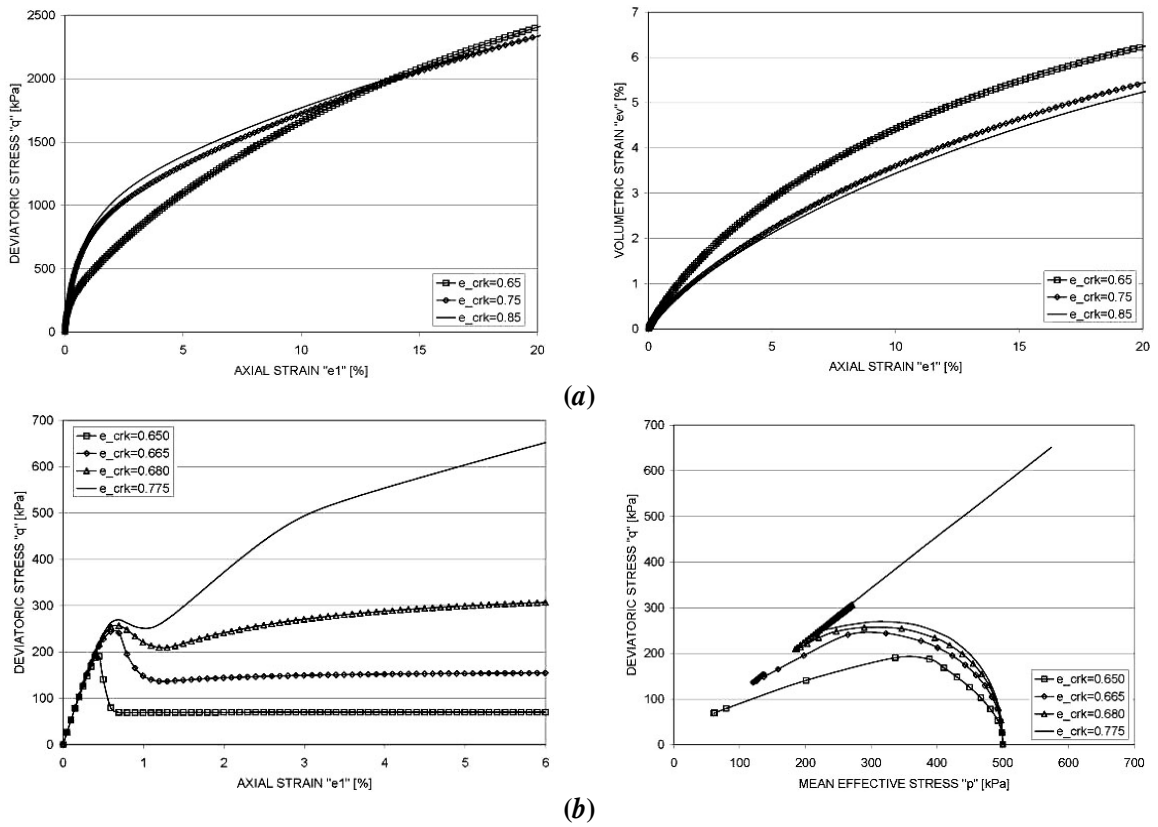 2500
2000
1500
1000
500
0
DEVIATORIC STRESS "q" [kPa]
0 5 10 15 20
AXIAL STRAIN "e1" [%]
e_crk=0.65
e_crk=0.75
e_crk=0.85
7
6
5
4
3
2
1
0
VOLUMETRIC STRAIN "ev" [%]
0 5 10 15 20
AXIAL STRAIN "e1" [%]
e_crk=0.65
e_crk=0.75
e_crk=0.85
(a)
700
600
500
400
300
200
100
0
DEVIATORIC STRESS "q" [kPa]
0 1 2 3 4 5 6
AXIAL STRAIN "e1" [%]
e_crk=0.650
e_crk=0.665
e_crk=0.680
e_crk=0.775
700
600
500
400
300
200
100
0
DEVIATORIC STRESS "q" [kPa]
0 100 200 300 400 500 600 700
MEAN EFFECTIVE STRESS "p" [kPa]
e_crk=0.650
e_crk=0.665
e_crk=0.680
e_crk=0.775
(b)